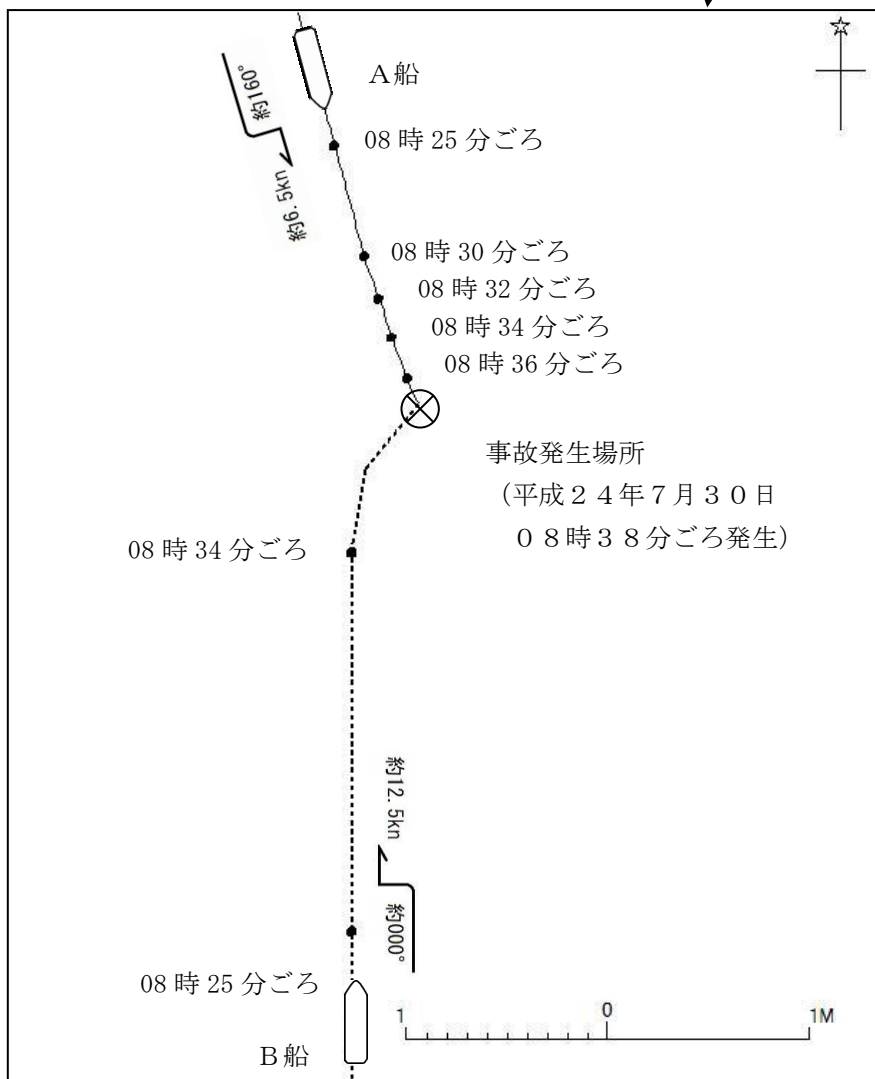 A船
約160°
約6.5kn
08時25分ごろ
08時30分ごろ
08時32分ごろ
08時34分ごろ
08時36分ごろ
事故発生場所
(平成24年7月30日
08時38分ごろ発生)
08時34分ごろ
約12.5kn
約000°
08時25分ごろ
B船
1 0 1M